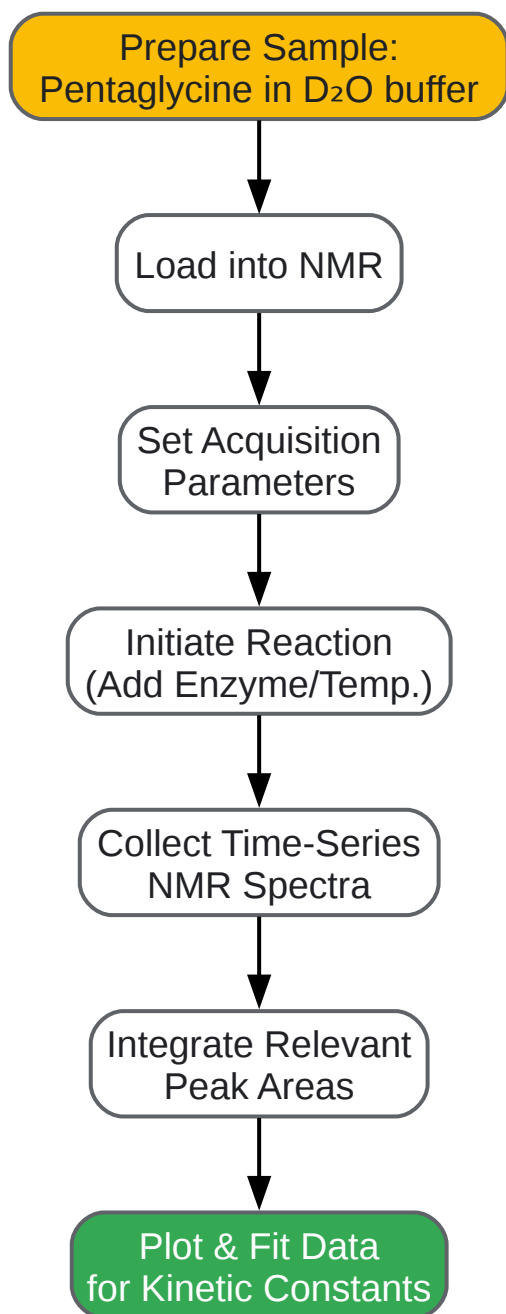 Prepare Sample:
Pentaglycine in D₂O buffer
Load into NMR
Set Acquisition
Parameters
Initiate Reaction
(Add Enzyme/Temp.)
Collect Time-Series
NMR Spectra
Integrate Relevant
Peak Areas
Plot & Fit Data
for Kinetic Constants